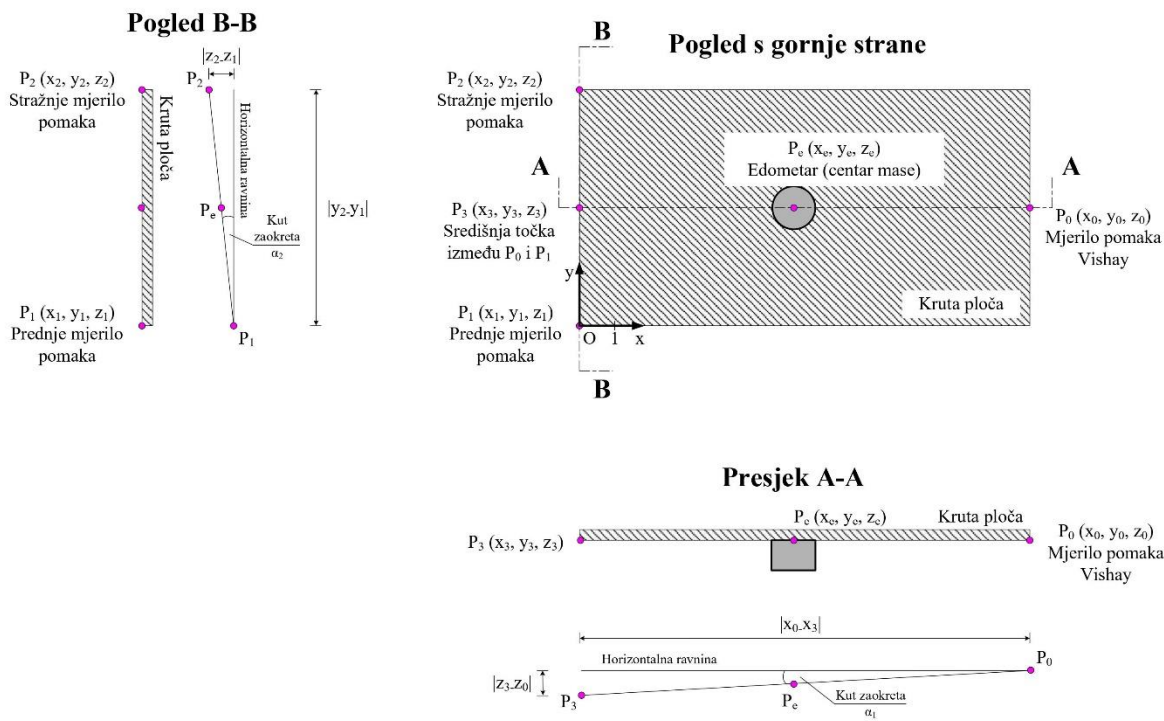 Pogled B-B
|z₂-z₁|
P₂ (x₂, y₂, z₂)
Stražnje mjerilo
pomaka
P₂
Kruta ploča
Horizontalna ravnina
Pₑ
Kut
zaokreta
α₂
|y₂-y₁|
P₁ (x₁, y₁, z₁)
Prednje mjerilo
pomaka
P₁
B
Pogled s gornje strane
P₂ (x₂, y₂, z₂)
Stražnje mjerilo
pomaka
Pₑ (xₑ, yₑ, zₑ)
Edometar (centar mase)
A
A
P₃ (x₃, y₃, z₃)
Središnja točka
između P₀ i P₁
P₀ (x₀, y₀, z₀)
Mjerilo pomaka
Vishay
y
Kruta ploča
P₁ (x₁, y₁, z₁)
Prednje mjerilo
pomaka
O 1 x
B
Presjek A-A
Pₑ (xₑ, yₑ, zₑ)
Kruta ploča
P₃ (x₃, y₃, z₃)
P₀ (x₀, y₀, z₀)
Mjerilo pomaka
Vishay
|x₀-x₃|
Horizontalna ravnina
P₀
|z₃-z₀|
P₃
Pₑ
Kut zaokreta
α₁